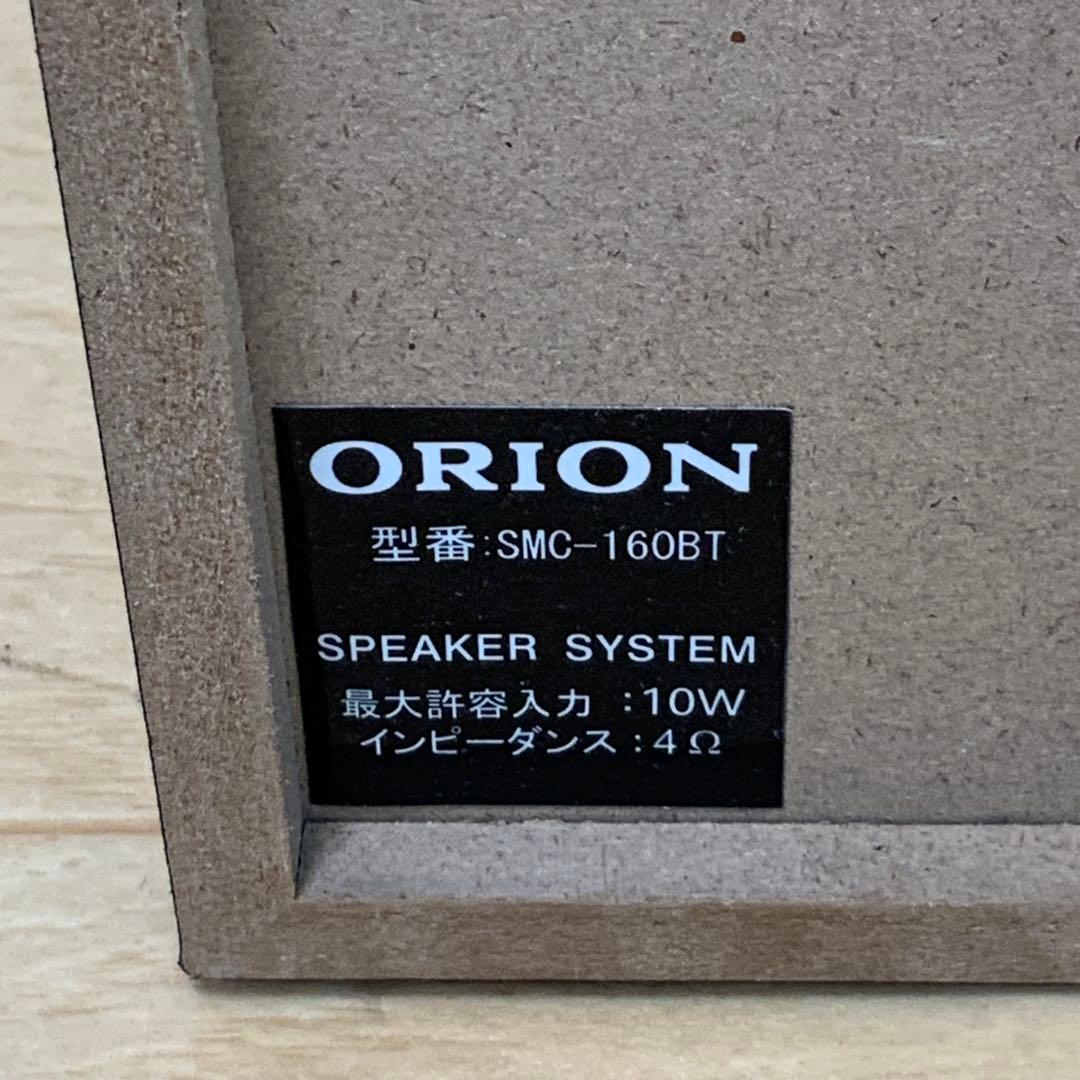 ORION
型番:SMC-160BT
SPEAKER SYSTEM
最大許容入力 :10W
インピーダンス:4Ω